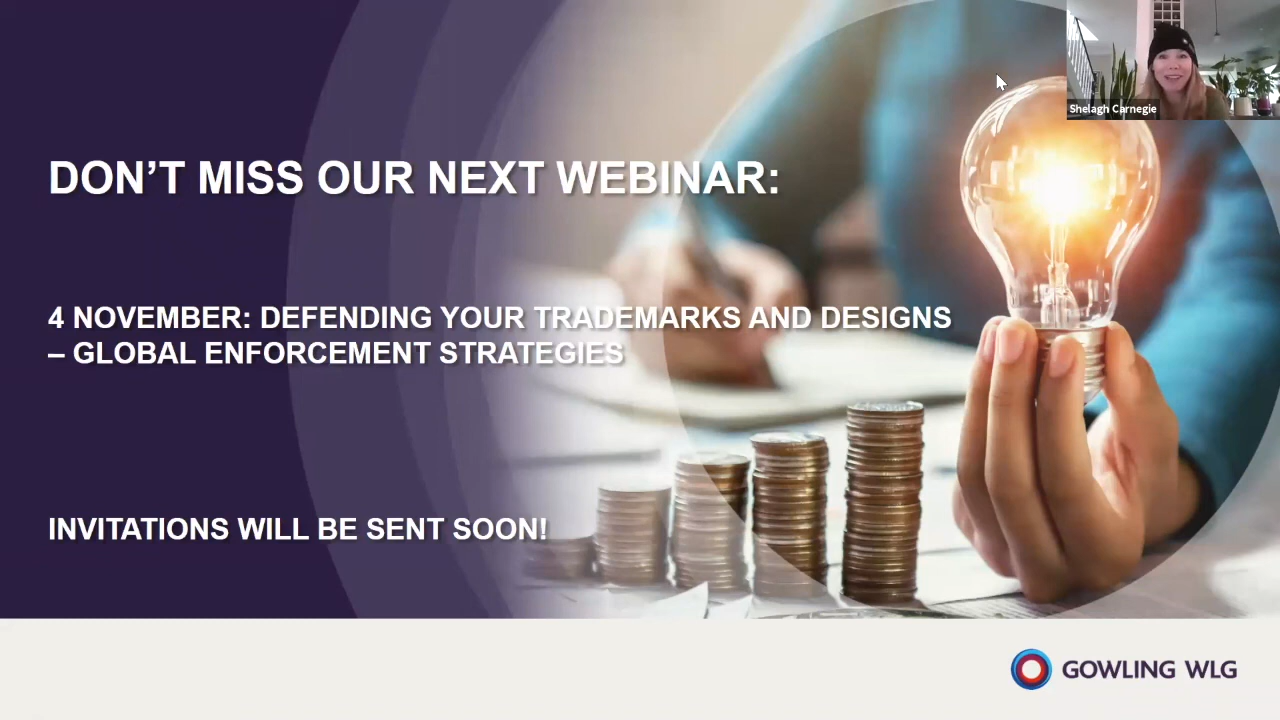 Shelagh Carnegie
DON'T MISS OUR NEXT WEBINAR:
4 NOVEMBER: DEFENDING YOUR TRADEMARKS AND DESIGNS
– GLOBAL ENFORCEMENT STRATEGIES
INVITATIONS WILL BE SENT SOON!
GOWLING WLG